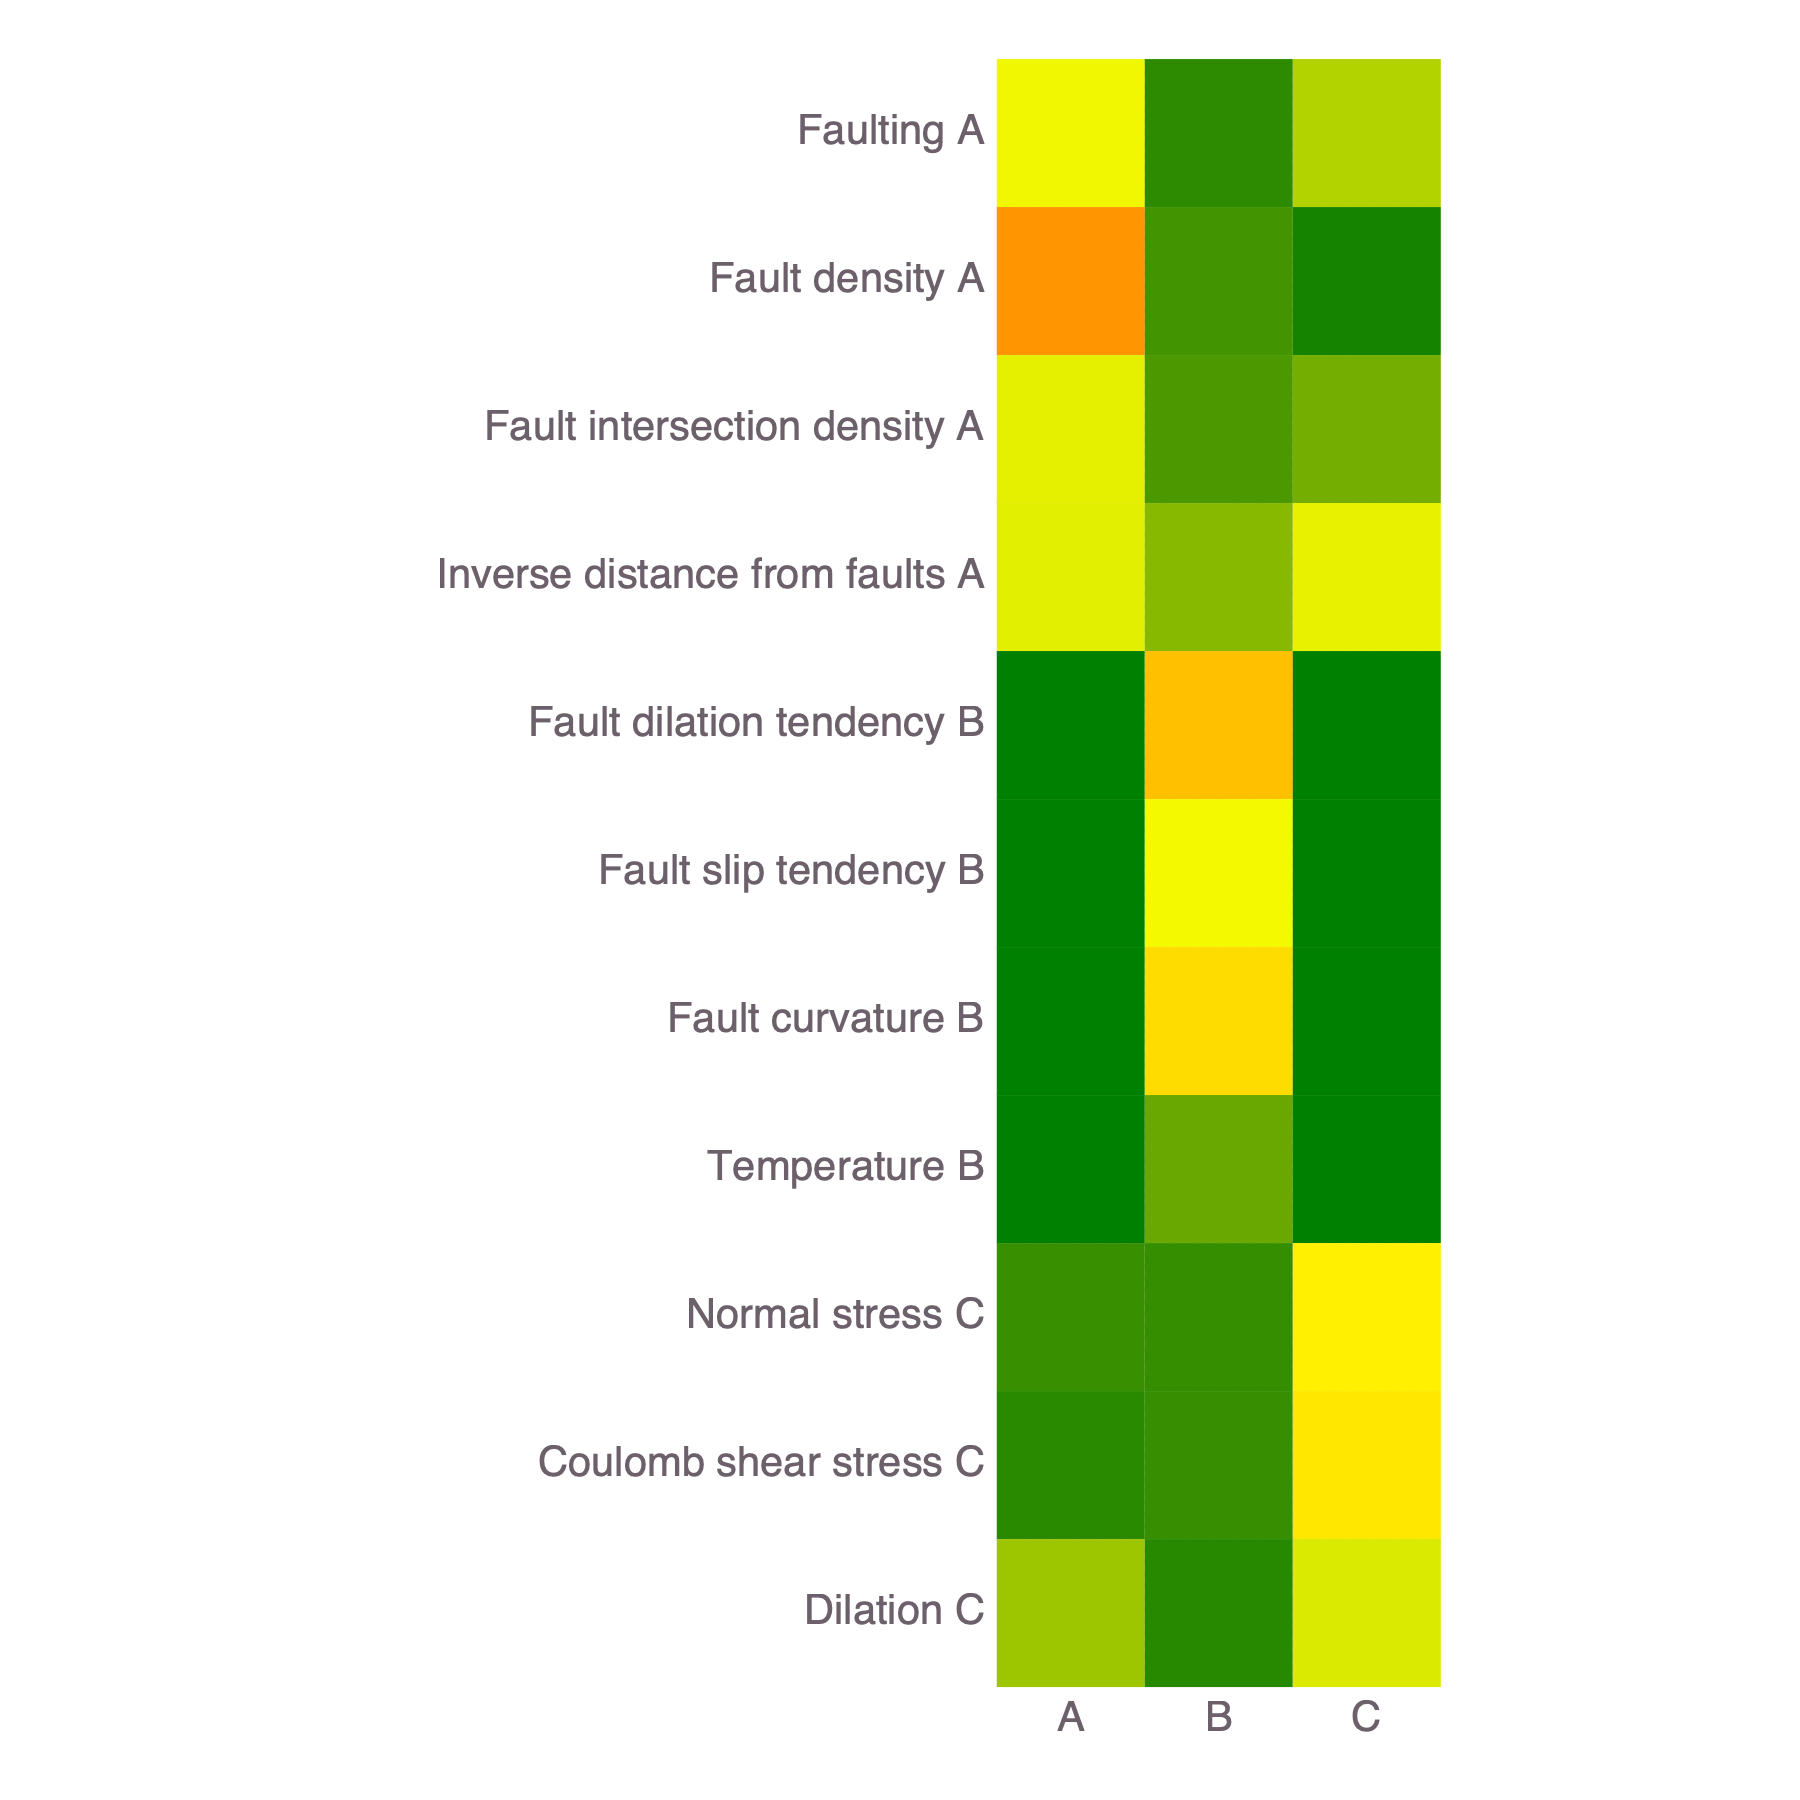 Faulting A
Fault density A
Fault intersection density A
Inverse distance from faults A
Fault dilation tendency B
Fault slip tendency B
Fault curvature B
Temperature B
Normal stress C
Coulomb shear stress C
Dilation C
A B C